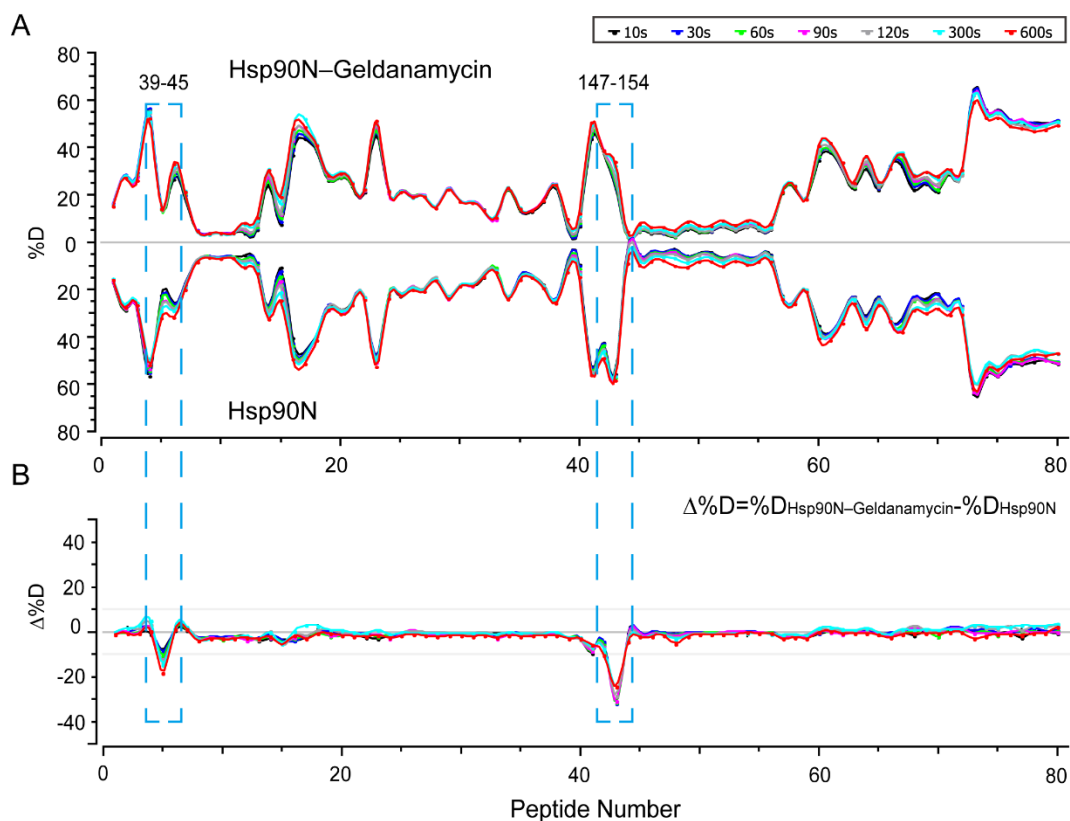 A
10s 30s 60s 90s 120s 300s 600s
Hsp90N–Geldanamycin
39-45
147-154
80
60
40
20
0
20
40
60
80
%D
Hsp90N
0 20 40 60 80
B
Δ%D=%DHsp90N–Geldanamycin-%DHsp90N
40
20
0
-20
-40
Δ%D
0 20 40 60 80
Peptide Number